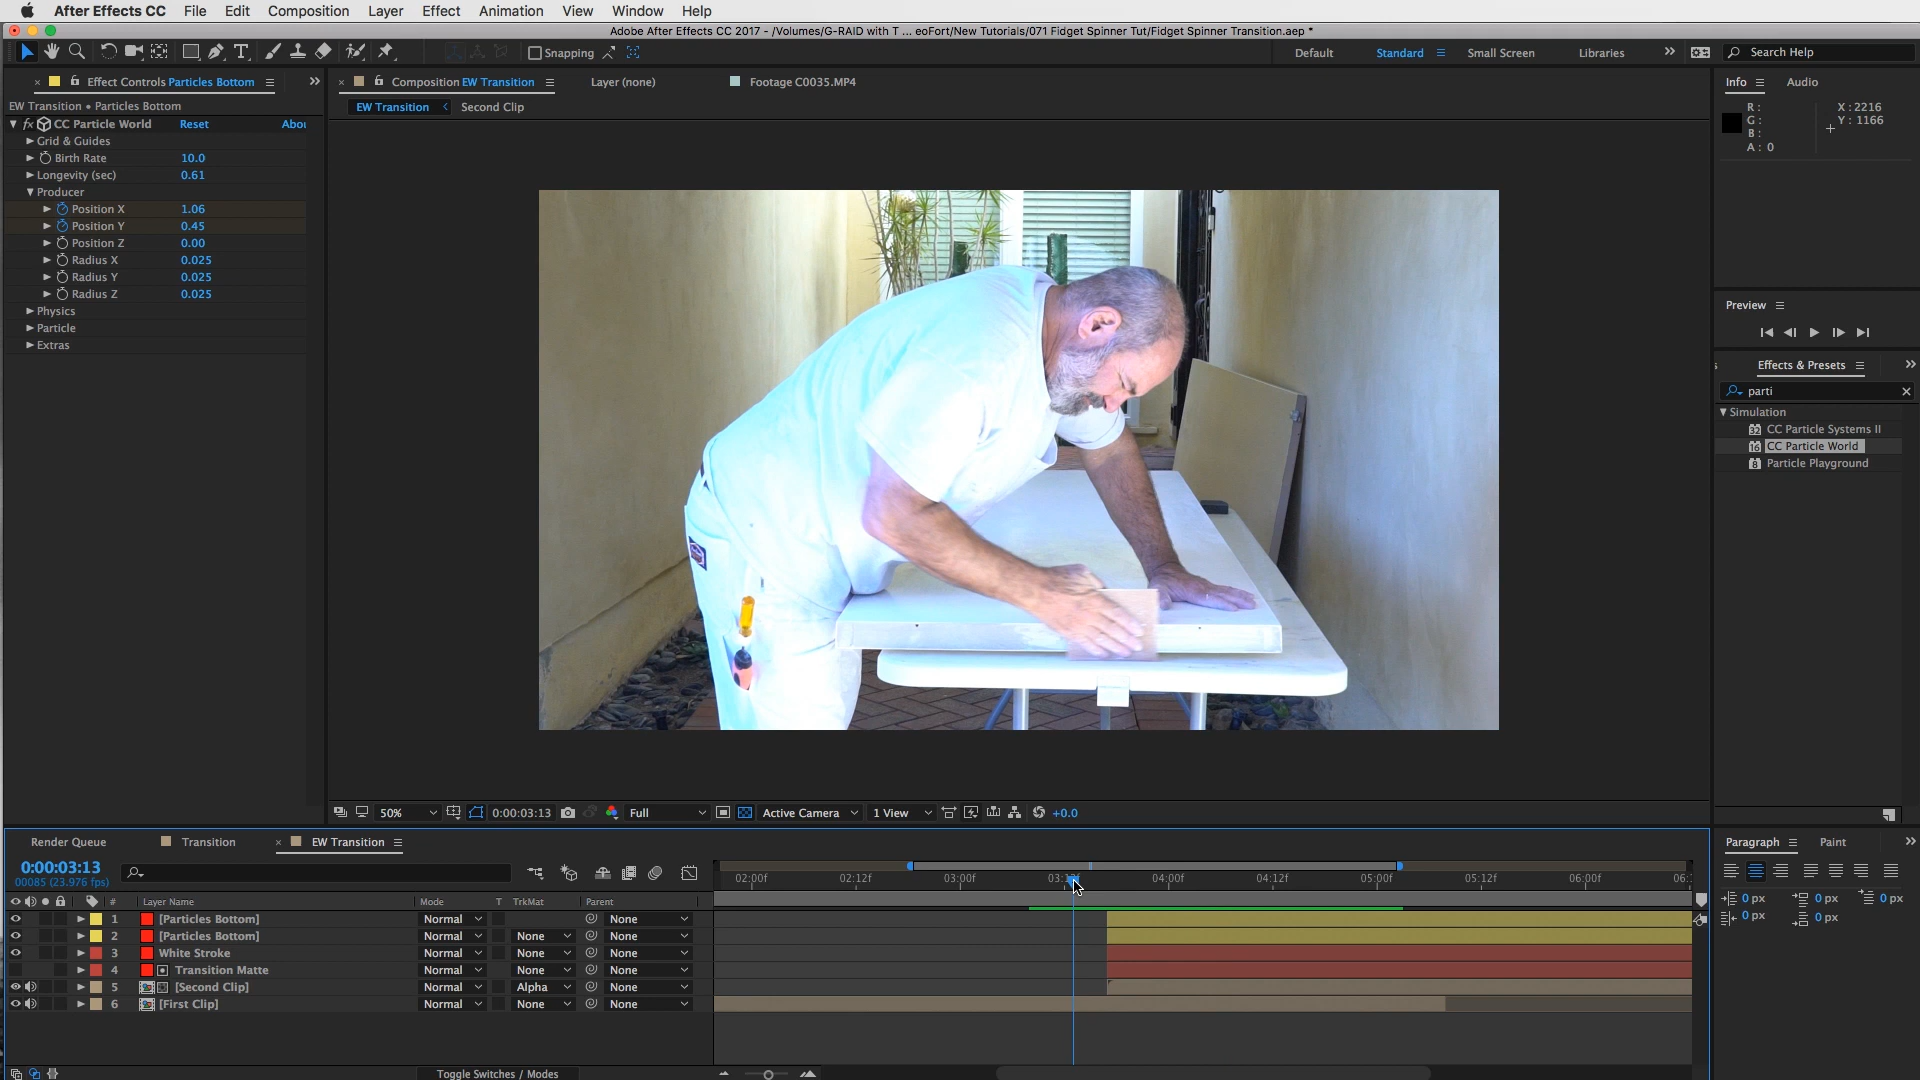 After Effects CC File Edit Composition Layer Effect Animation View Window Help
Adobe After Effects CC 2017 - /Volumes/G-RAID with T ... eoFort/New Tutorials/071 Fidget Spinner Tut/Fidget Spinner Transition.aep *
Snapping Default Standard Small Screen Libraries Search Help
Effect Controls Particles Bottom
Composition EW Transition Layer (none) Footage C0035.MP4
Info Audio
EW Transition • Particles Bottom
EW Transition Second Clip
R: X: 2216
G: Y: 1166
B:
A: 0
fx CC Particle World Reset Abou
Grid & Guides
Birth Rate 10.0
Longevity (sec) 0.61
Producer
Position X 1.06
Position Y 0.45
Position Z 0.00
Radius X 0.025
Radius Y 0.025
Radius Z 0.025
Physics
Particle
Extras
Preview
Effects & Presets
parti
Simulation
32 CC Particle Systems II
16 CC Particle World
8 Particle Playground
50% 0:00:03:13 Full Active Camera 1 View +0.0
Render Queue Transition EW Transition
Paragraph Paint
0:00:03:13
00085 (23.976 fps)
02:00f 02:12f 03:00f 03:12f 04:00f 04:12f 05:00f 05:12f 06:00f 06:1
# Layer Name Mode T TrkMat Parent
1 [Particles Bottom] Normal None
2 [Particles Bottom] Normal None None
3 White Stroke Normal None None
4 Transition Matte Normal None None
5 [Second Clip] Normal Alpha None
6 [First Clip] Normal None None
0 px 0 px 0 px
0 px 0 px
Toggle Switches / Modes